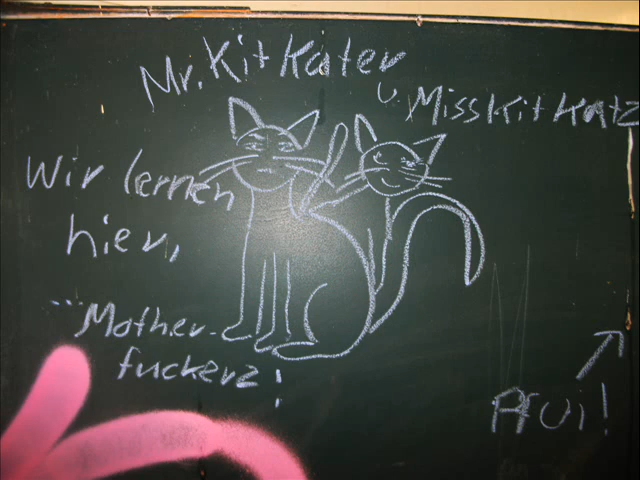 Mr. Kit Kater
u. Miss Kit Katz
Wir lernen
hier,
...Mother-
fuckerz!
Pfui!